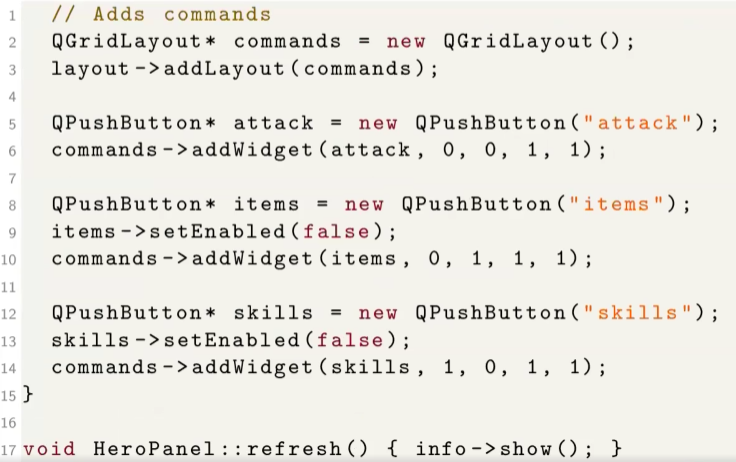 1 // Adds commands
2 QGridLayout* commands = new QGridLayout();
3 layout->addLayout(commands);
4
5 QPushButton* attack = new QPushButton("attack");
6 commands->addWidget(attack, 0, 0, 1, 1);
7
8 QPushButton* items = new QPushButton("items");
9 items->setEnabled(false);
10 commands->addWidget(items, 0, 1, 1, 1);
11
12 QPushButton* skills = new QPushButton("skills");
13 skills->setEnabled(false);
14 commands->addWidget(skills, 1, 0, 1, 1);
15 }
16
17 void HeroPanel::refresh() { info->show(); }